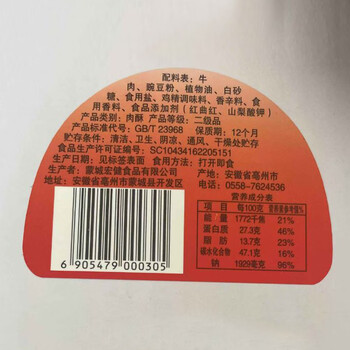 配料表：牛
肉、豌豆粉、植物油、白砂
糖、食用盐、鸡精调味料、香辛料、食
用香料、食品添加剂（红曲红、山梨酸钾）
产品类别：肉酥 产品等级：二级品
产品标准代号：GB/T 23968 保质期：12个月
贮存条件：清洁、卫生、阴凉、通风、干燥处贮存
食品生产许可证编号：SC10434162205151
生产日期：见标签表面 食用方法：打开即食
生产者：蒙城宏健食品有限公司 产地：安徽省亳州市
地址：安徽省亳州市蒙城县开发区 电话：0558-7624536
营养成分表
项目 每100克 营养素参考值%
能量 1772千焦 21%
蛋白质 27.3克 46%
脂肪 13.7克 23%
碳水化合物 47.1克 16%
钠 1929毫克 96%
6 905479 000305